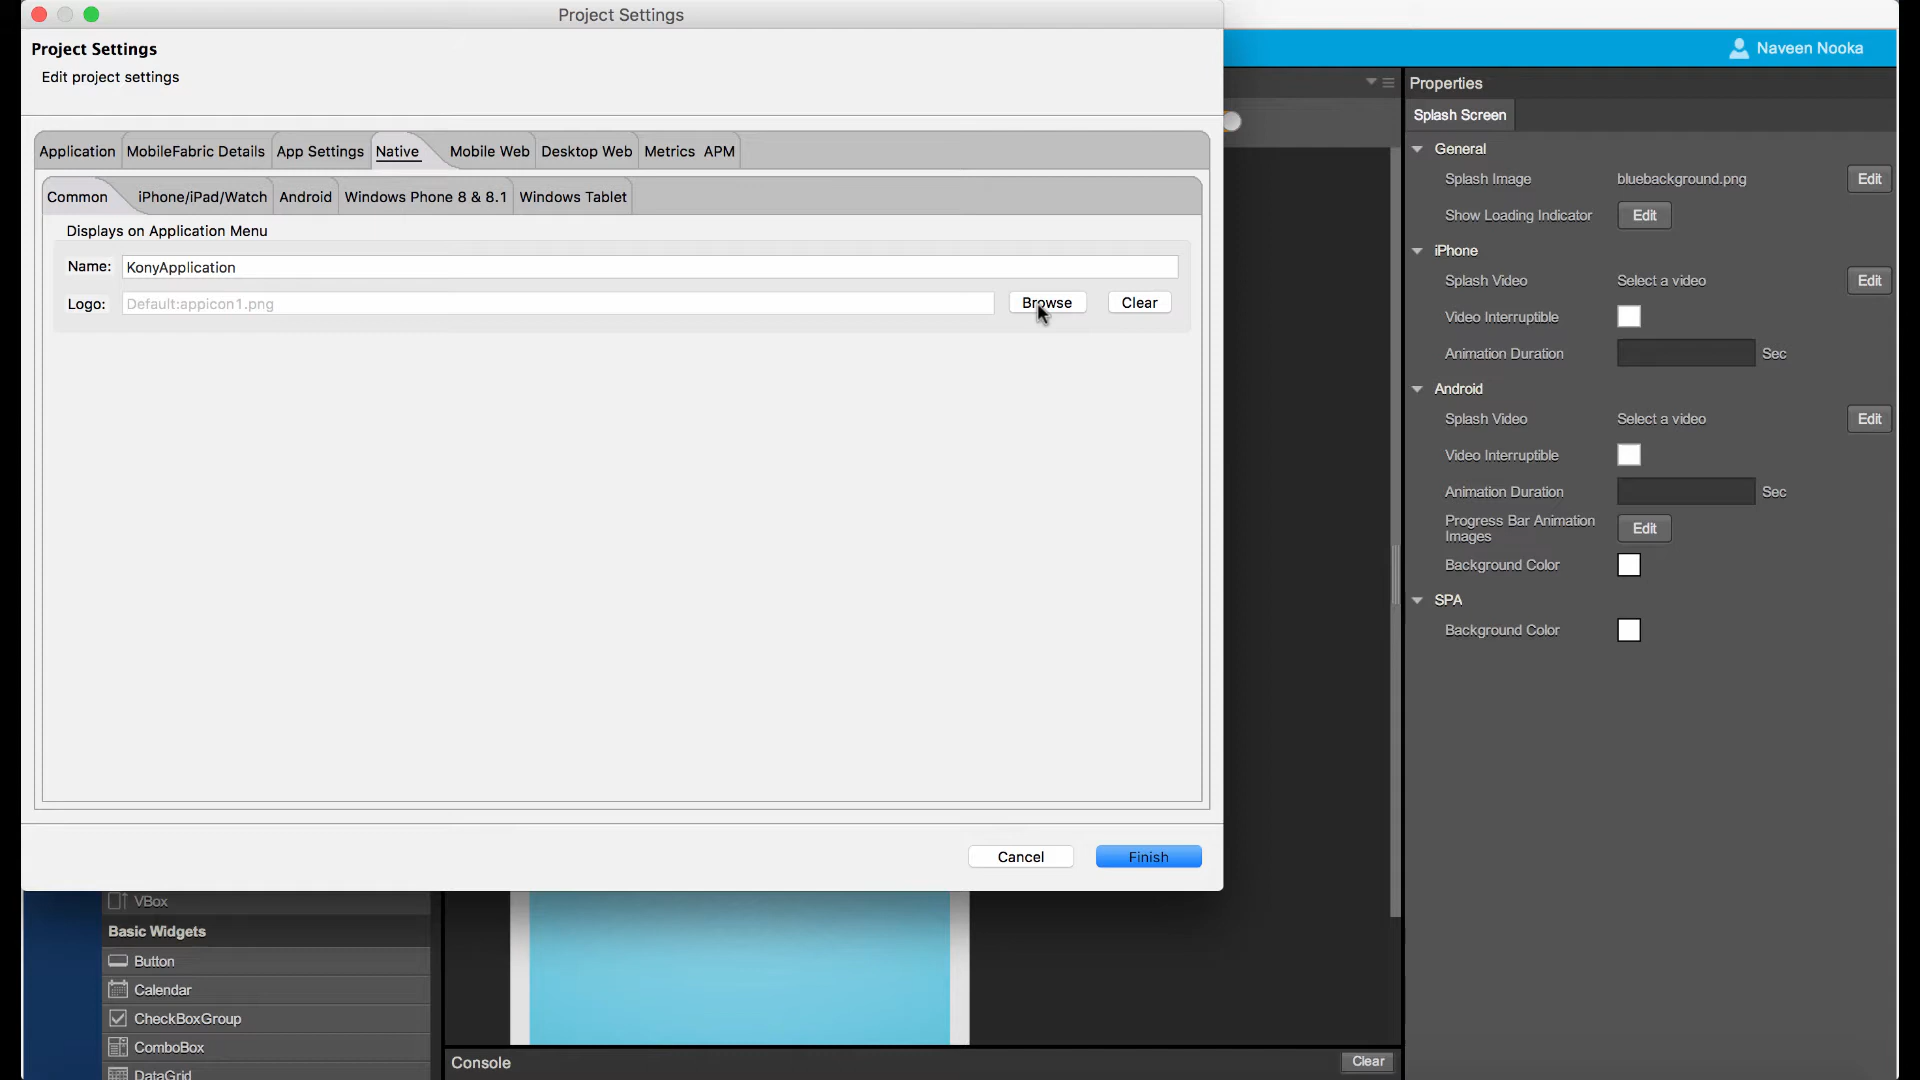 Project Settings
Project Settings
Edit project settings
Application MobileFabric Details App Settings Native Mobile Web Desktop Web Metrics APM
Common iPhone/iPad/Watch Android Windows Phone 8 & 8.1 Windows Tablet
Displays on Application Menu
Name: KonyApplication
Logo: Default:appicon1.png Browse Clear
Cancel Finish
VBox
Basic Widgets
Button
Calendar
CheckBoxGroup
ComboBox
DataGrid
Console Clear
Naveen Nooka
Properties
Splash Screen
General
Splash Image bluebackground.png Edit
Show Loading Indicator Edit
iPhone
Splash Video Select a video Edit
Video Interruptible
Animation Duration Sec
Android
Splash Video Select a video Edit
Video Interruptible
Animation Duration Sec
Progress Bar Animation
Images Edit
Background Color
SPA
Background Color